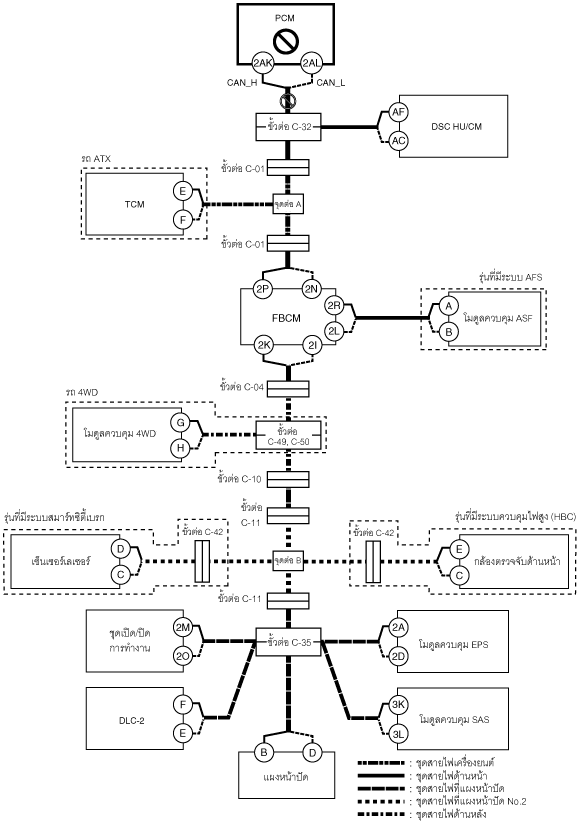 PCM
2AK 2AL
CAN_H CAN_L
ขั้วต่อ C-32
AF
AC
DSC HU/CM
ขั้วต่อ C-01
รถ ATX
TCM
E
F
ชุดต่อ A
ขั้วต่อ C-01
2P 2N
FBCM
2R
2L
2K 2I
รุ่นที่มีระบบ AFS
A
B
โมดูลควบคุม ASF
ขั้วต่อ C-04
รถ 4WD
โมดูลควบคุม 4WD
G
H
ขั้วต่อ
C-49, C-50
ขั้วต่อ C-10
ขั้วต่อ
C-11
รุ่นที่มีระบบสมาร์ทซิตี้เบรก
เซ็นเซอร์เลเซอร์
D
C
ขั้วต่อ C-42
ชุดต่อ B
รุ่นที่มีระบบควบคุมไฟสูง (HBC)
ขั้วต่อ C-42
E
C
กล้องตรวจจับด้านหน้า
ขั้วต่อ C-11
ชุดเปิด/ปิด
การทำงาน
2M
2O
ขั้วต่อ C-35
2A
2D
โมดูลควบคุม EPS
DLC-2
F
E
3K
3L
โมดูลควบคุม SAS
B D
แผงหน้าปัด
: ชุดสายไฟเครื่องยนต์
: ชุดสายไฟด้านหน้า
: ชุดสายไฟที่แผงหน้าปัด
: ชุดสายไฟที่แผงหน้าปัด No.2
: ชุดสายไฟด้านหลัง